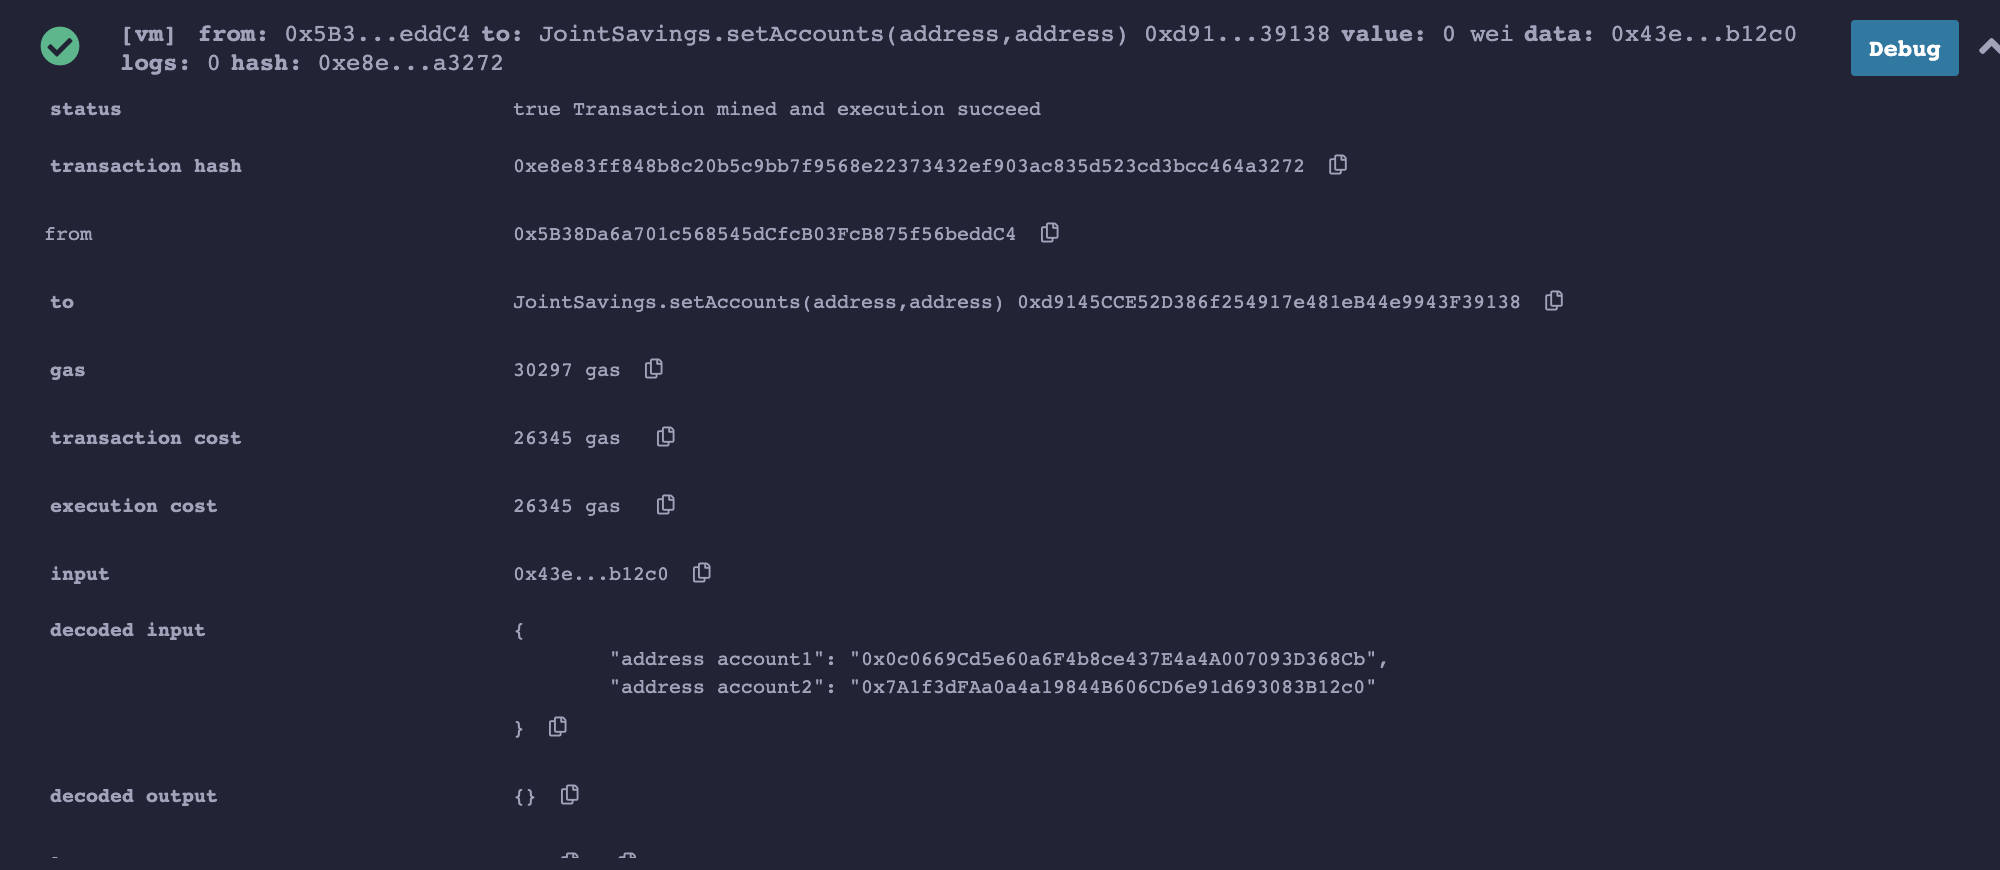 [vm] from: 0x5B3...eddC4 to: JointSavings.setAccounts(address,address) 0xd91...39138 value: 0 wei data: 0x43e...b12c0
logs: 0 hash: 0xe8e...a3272
Debug
status true Transaction mined and execution succeed
transaction hash 0xe8e83ff848b8c20b5c9bb7f9568e22373432ef903ac835d523cd3bcc464a3272
from 0x5B38Da6a701c568545dCfcB03FcB875f56beddC4
to JointSavings.setAccounts(address,address) 0xd9145CCE52D386f254917e481eB44e9943F39138
gas 30297 gas
transaction cost 26345 gas
execution cost 26345 gas
input 0x43e...b12c0
decoded input {
"address account1": "0x0c0669Cd5e60a6F4b8ce437E4a4A007093D368Cb",
"address account2": "0x7A1f3dFAa0a4a19844B606CD6e91d693083B12c0"
}
decoded output {}